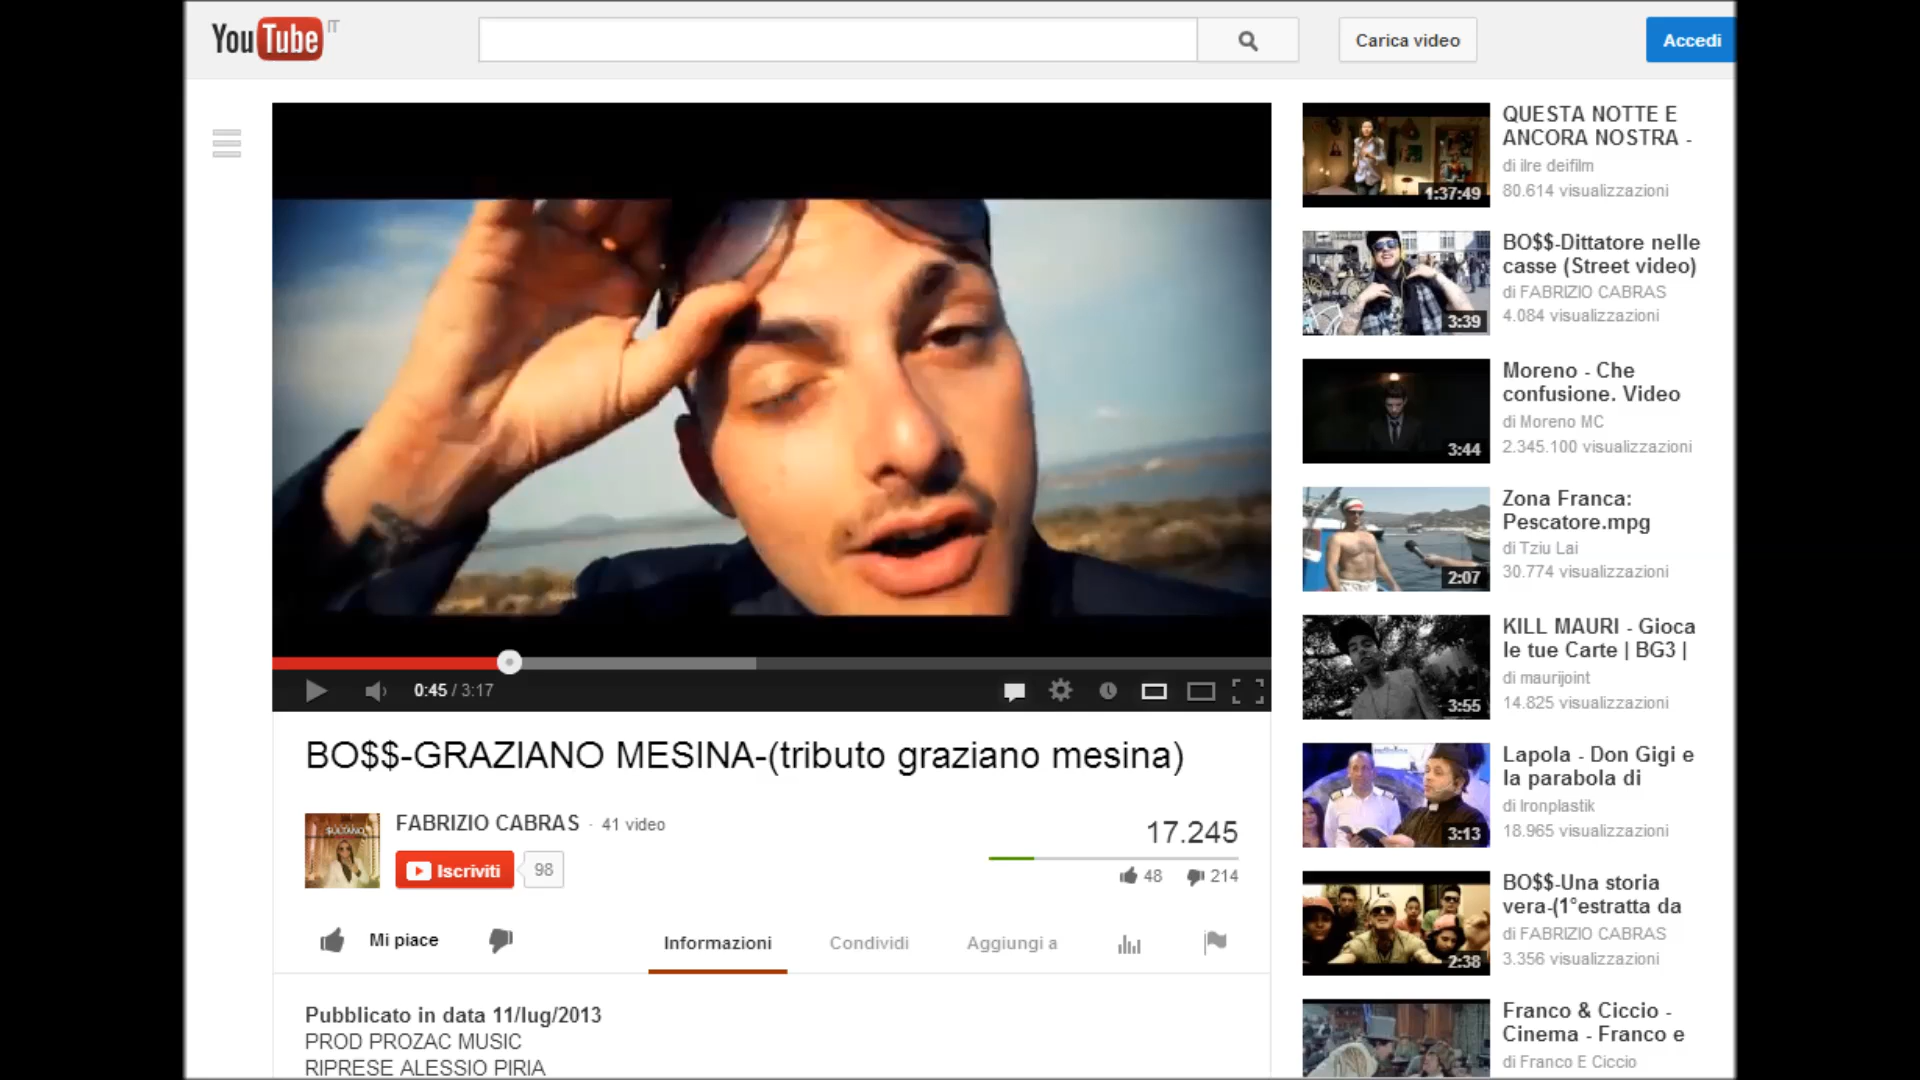 YouTube IT
Carica video
Accedi
0:45 / 3:17
BO$$-GRAZIANO MESINA-(tributo graziano mesina)
SULTANO
FABRIZIO CABRAS · 41 video
Iscriviti 98
17.245
48 214
Mi piace
Informazioni
Condividi
Aggiungi a
Pubblicato in data 11/lug/2013
PROD PROZAC MUSIC
RIPRESE ALESSIO PIRIA
QUESTA NOTTE E
ANCORA NOSTRA -
di ilre deifilm
80.614 visualizzazioni
1:37:49
BO$$-Dittatore nelle
casse (Street video)
di FABRIZIO CABRAS
4.084 visualizzazioni
3:39
Moreno - Che
confusione. Video
di Moreno MC
2.345.100 visualizzazioni
3:44
Zona Franca:
Pescatore.mpg
di Tziu Lai
30.774 visualizzazioni
2:07
KILL MAURI - Gioca
le tue Carte | BG3 |
di maurijoint
14.825 visualizzazioni
3:55
Lapola - Don Gigi e
la parabola di
di Ironplastik
18.965 visualizzazioni
3:13
BO$$-Una storia
vera-(1°estratta da
di FABRIZIO CABRAS
3.356 visualizzazioni
2:38
Franco & Ciccio -
Cinema - Franco e
di Franco E Ciccio